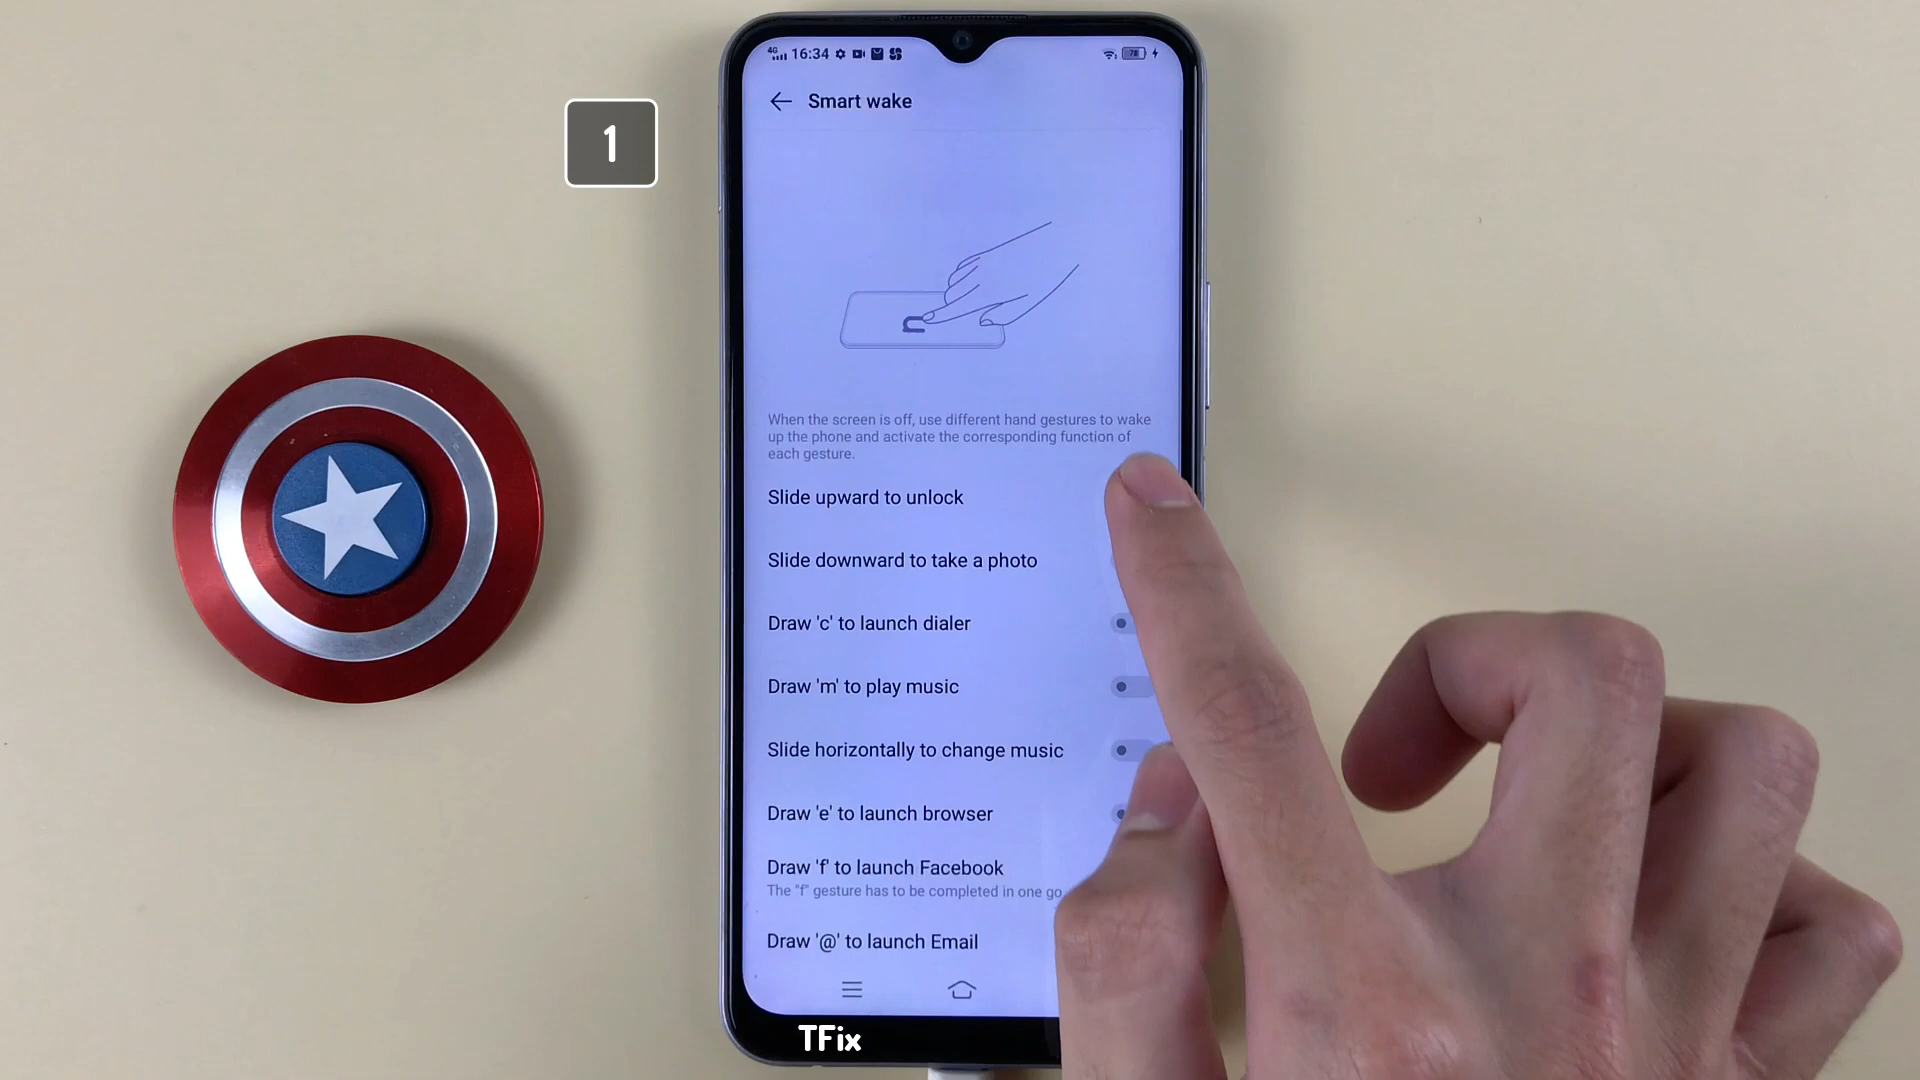 4G 16:34 78
Smart wake
1
n
When the screen is off, use different hand gestures to wake
up the phone and activate the corresponding function of
each gesture.
Slide upward to unlock
Slide downward to take a photo
Draw 'c' to launch dialer
Draw 'm' to play music
Slide horizontally to change music
Draw 'e' to launch browser
Draw 'f' to launch Facebook
The "f" gesture has to be completed in one go
Draw '@' to launch Email
TFix